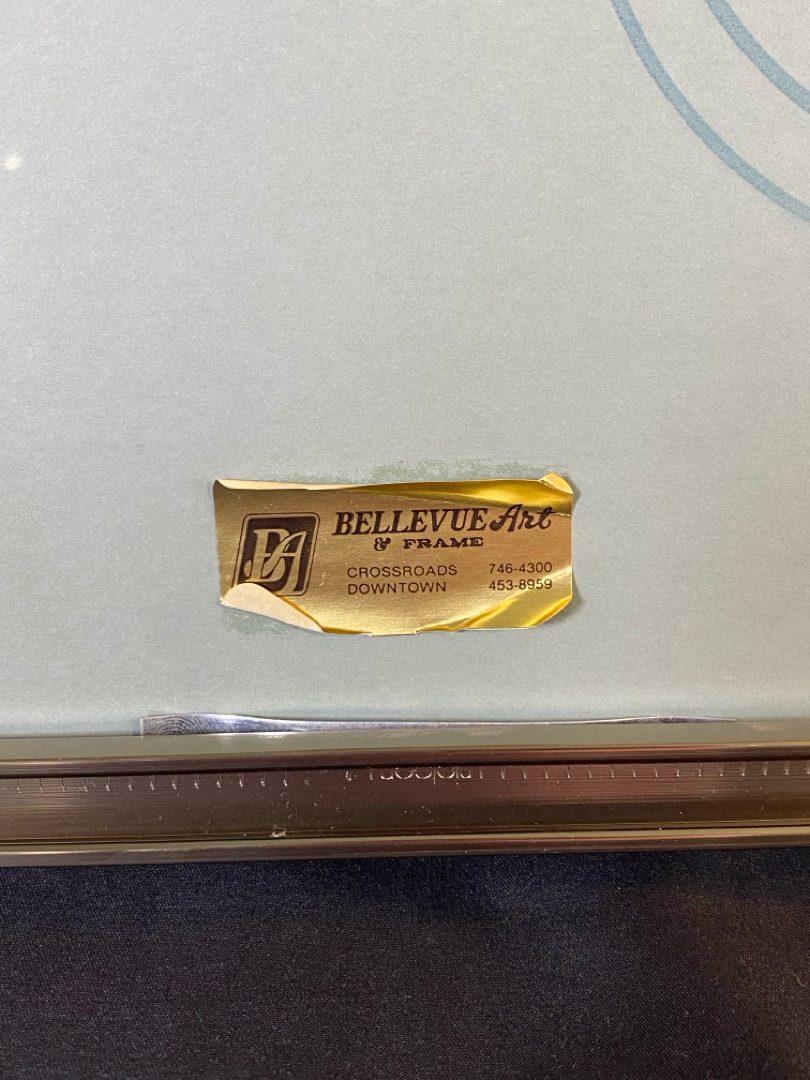 BA
BELLEVUE Art
& FRAME
CROSSROADS 746-4300
DOWNTOWN 453-8959